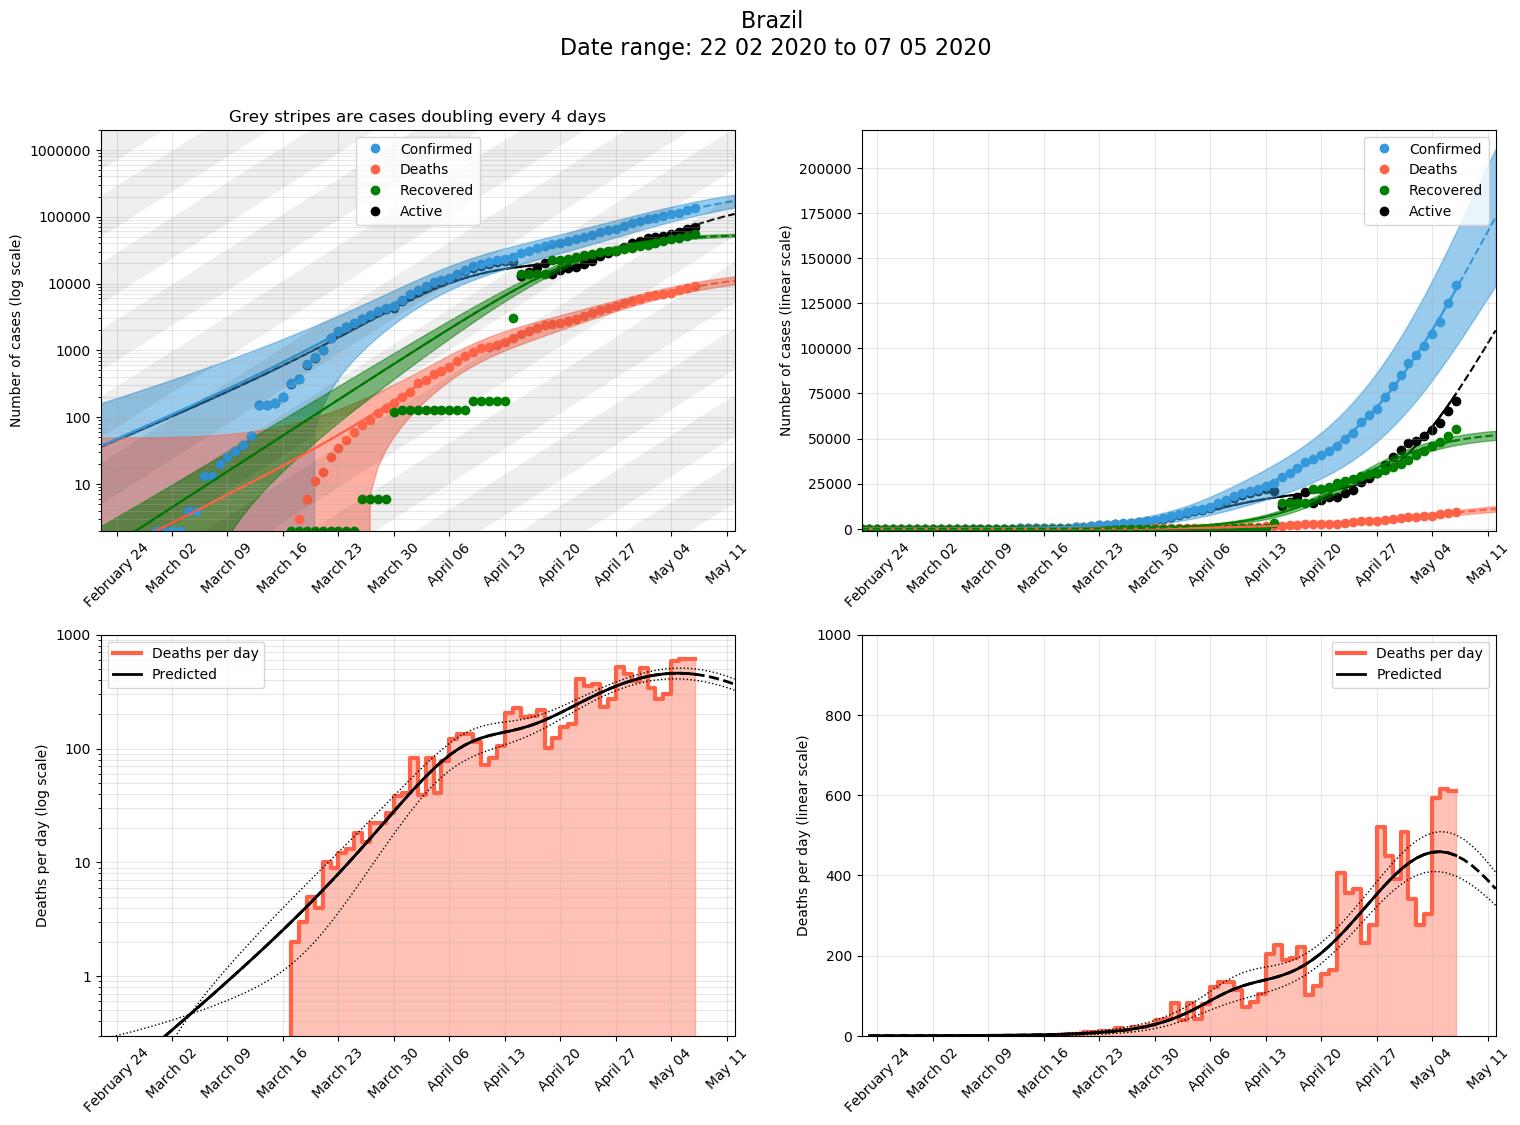 Brazil
Date range: 22 02 2020 to 07 05 2020
Grey stripes are cases doubling every 4 days
Number of cases (log scale)
1000000
100000
10000
1000
100
10
Confirmed
Deaths
Recovered
Active
February 24
March 02
March 09
March 16
March 23
March 30
April 06
April 13
April 20
April 27
May 04
May 11
Number of cases (linear scale)
200000
175000
150000
125000
100000
75000
50000
25000
0
Confirmed
Deaths
Recovered
Active
February 24
March 02
March 09
March 16
March 23
March 30
April 06
April 13
April 20
April 27
May 04
May 11
Deaths per day (log scale)
1000
100
10
1
Deaths per day
Predicted
February 24
March 02
March 09
March 16
March 23
March 30
April 06
April 13
April 20
April 27
May 04
May 11
Deaths per day (linear scale)
1000
800
600
400
200
0
Deaths per day
Predicted
February 24
March 02
March 09
March 16
March 23
March 30
April 06
April 13
April 20
April 27
May 04
May 11